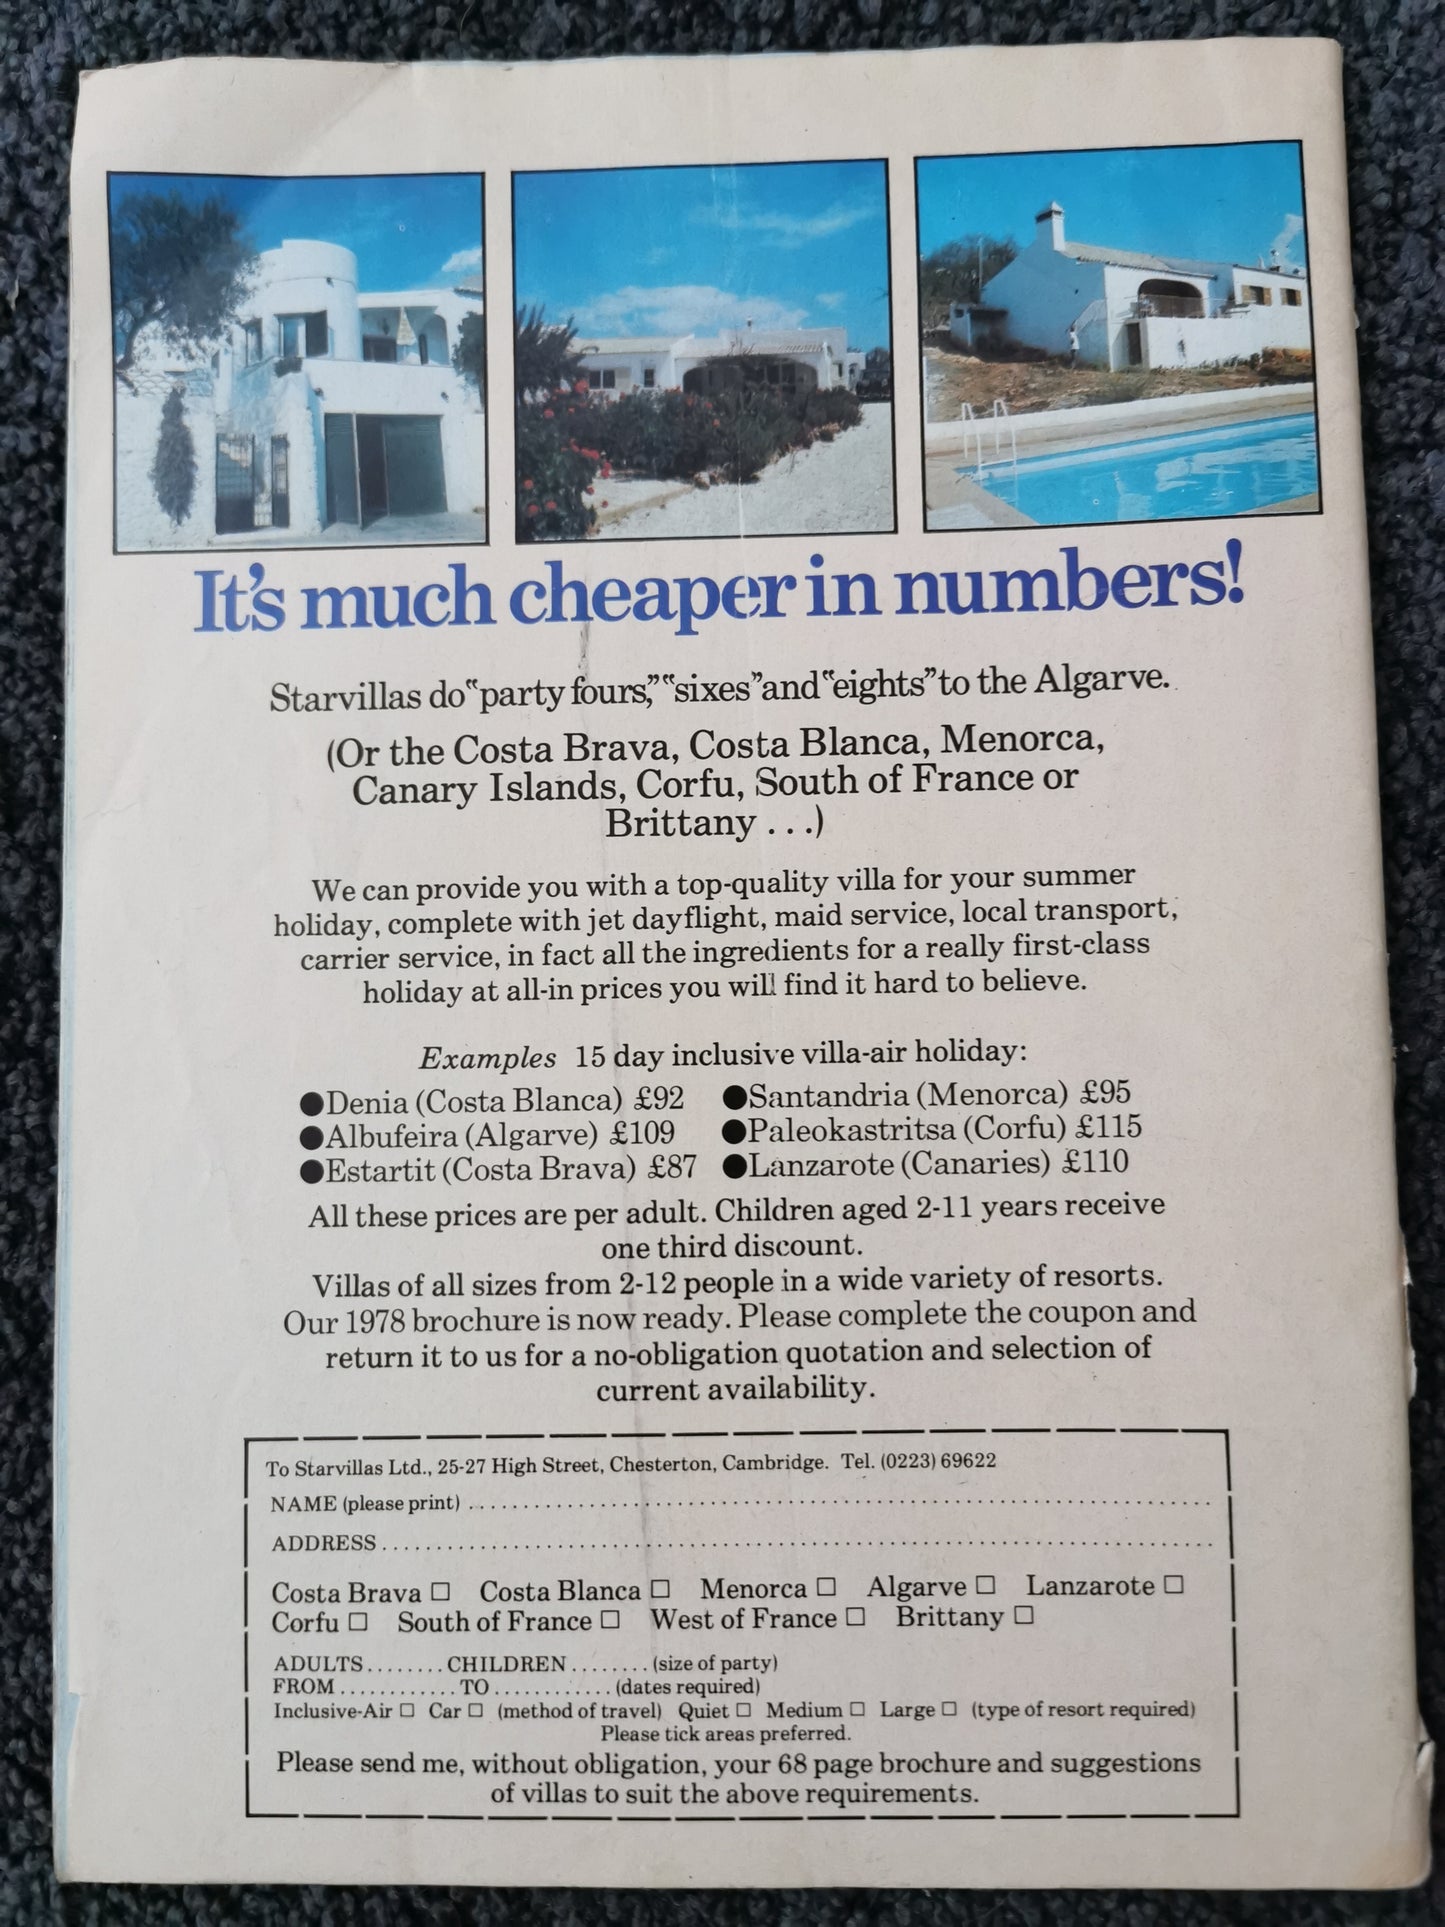 It's much cheaper in numbers!
Starvillas do "party fours," "sixes" and "eights" to the Algarve.
(Or the Costa Brava, Costa Blanca, Menorca,
Canary Islands, Corfu, South of France or
Brittany . . .)
We can provide you with a top-quality villa for your summer
holiday, complete with jet dayflight, maid service, local transport,
carrier service, in fact all the ingredients for a really first-class
holiday at all-in prices you will find it hard to believe.
Examples 15 day inclusive villa-air holiday:
●Denia (Costa Blanca) £92 ●Santandria (Menorca) £95
●Albufeira (Algarve) £109 ●Paleokastritsa (Corfu) £115
●Estartit (Costa Brava) £87 ●Lanzarote (Canaries) £110
All these prices are per adult. Children aged 2-11 years receive
one third discount.
Villas of all sizes from 2-12 people in a wide variety of resorts.
Our 1978 brochure is now ready. Please complete the coupon and
return it to us for a no-obligation quotation and selection of
current availability.
To Starvillas Ltd., 25-27 High Street, Chesterton, Cambridge. Tel. (0223) 69622
NAME (please print) ......................................................................
ADDRESS ..............................................................................
Costa Brava □ Costa Blanca □ Menorca □ Algarve □ Lanzarote □
Corfu □ South of France □ West of France □ Brittany □
ADULTS ........ CHILDREN ........ (size of party)
FROM ............ TO ............ (dates required)
Inclusive-Air □ Car □ (method of travel) Quiet □ Medium □ Large □ (type of resort required)
Please tick areas preferred.
Please send me, without obligation, your 68 page brochure and suggestions
of villas to suit the above requirements.